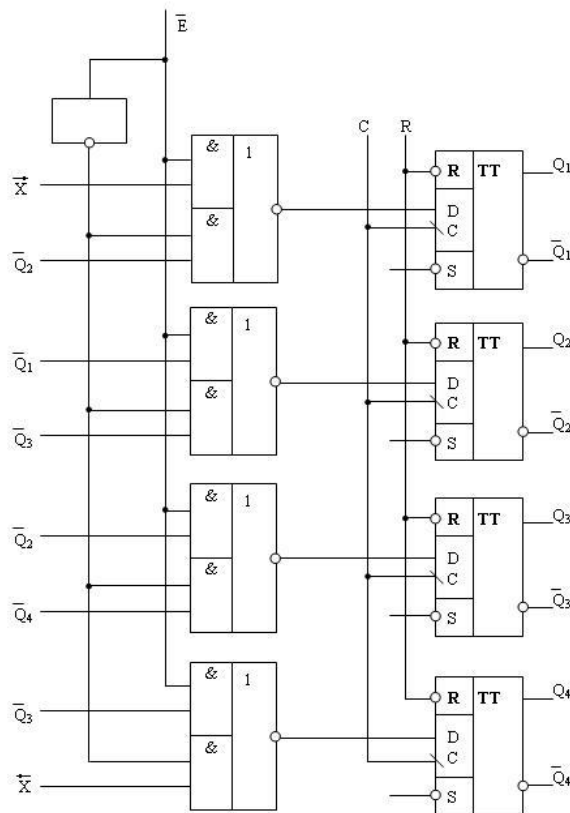 E̅
C R
& 1
X⃗
&
Q̅₂
R TT Q₁
D
C
S Q̅₁
& 1
Q̅₁
&
Q̅₃
R TT Q₂
D
C
S Q̅₂
& 1
Q̅₂
&
Q̅₄
R TT Q₃
D
C
S Q̅₃
& 1
Q̅₃
&
X⃖
R TT Q₄
D
C
S Q̅₄